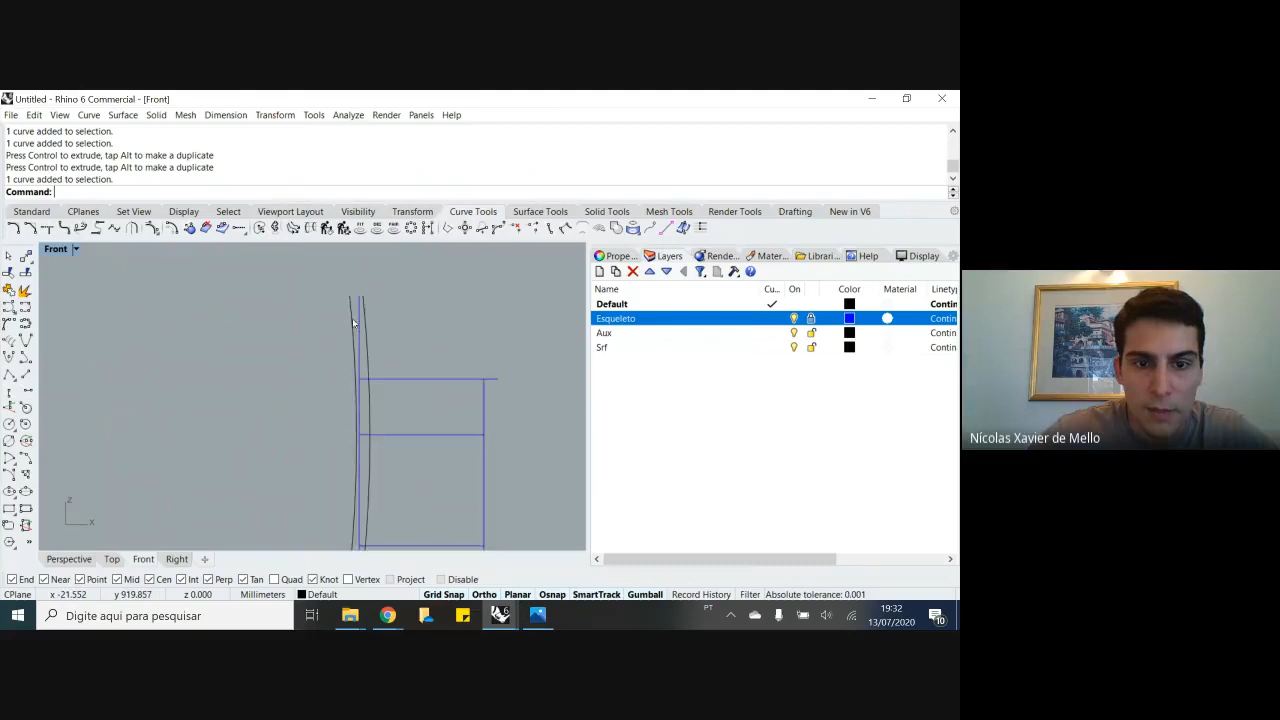 Untitled - Rhino 6 Commercial - [Front]
File Edit View Curve Surface Solid Mesh Dimension Transform Tools Analyze Render Panels Help
1 curve added to selection.
1 curve added to selection.
Press Control to extrude, tap Alt to make a duplicate
Press Control to extrude, tap Alt to make a duplicate
1 curve added to selection.
Command:
Standard CPlanes Set View Display Select Viewport Layout Visibility Transform Curve Tools Surface Tools Solid Tools Mesh Tools Render Tools Drafting New in V6
Front
Prope... Layers Rende... Mater... Librari... Help Display
Name Cu... On Color Material Linety
Default Contin
Esqueleto Contin
Aux Contin
Srf Contin
z
x
Perspective Top Front Right
End Near Point Mid Cen Int Perp Tan Quad Knot Vertex Project Disable
CPlane x -21.552 y 919.857 z 0.000 Millimeters Default Grid Snap Ortho Planar Osnap SmartTrack Gumball Record History Filter Absolute tolerance: 0.001
Digite aqui para pesquisar
PT
19:32
13/07/2020
10
Nícolas Xavier de Mello